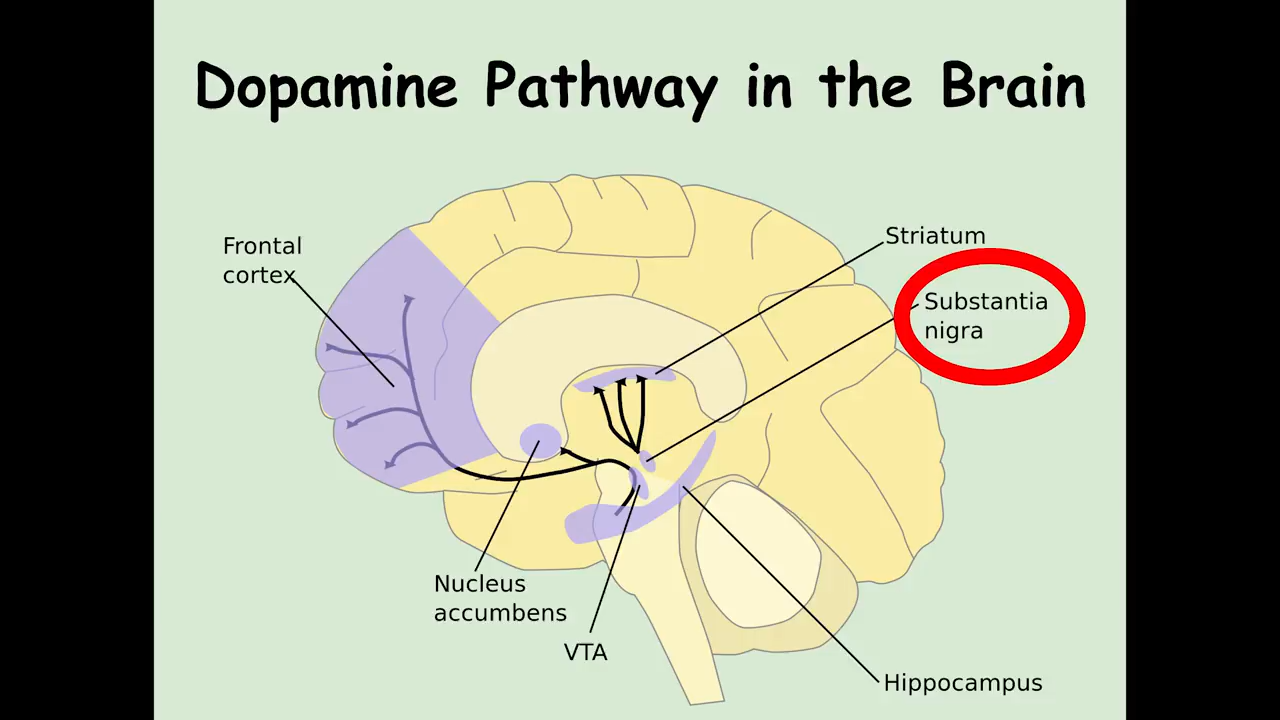 Dopamine Pathway in the Brain
Frontal
cortex
Striatum
Substantia
nigra
Nucleus
accumbens
VTA
Hippocampus